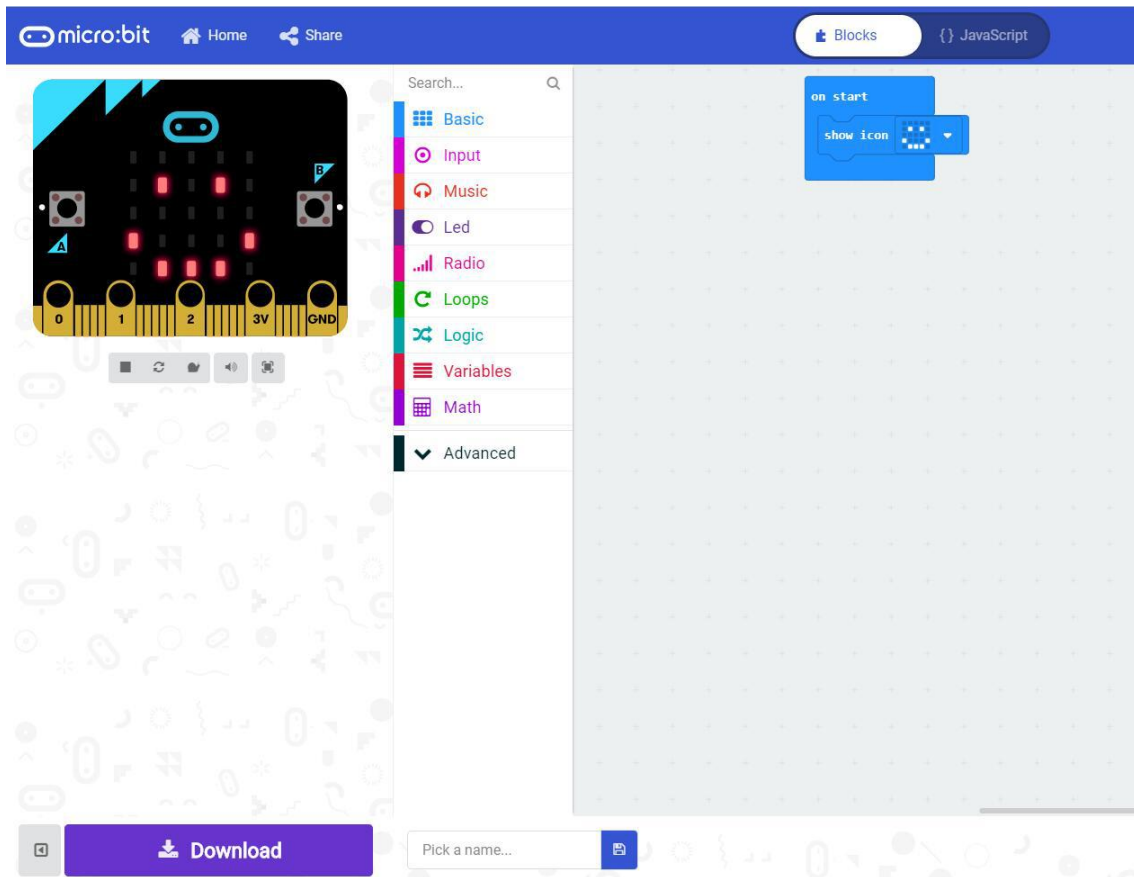 micro:bit Home Share Blocks {} JavaScript
Search...
Basic
Input
Music
Led
Radio
Loops
Logic
Variables
Math
Advanced
A
B
0 1 2 3V GND
on start
show icon
Download
Pick a name...